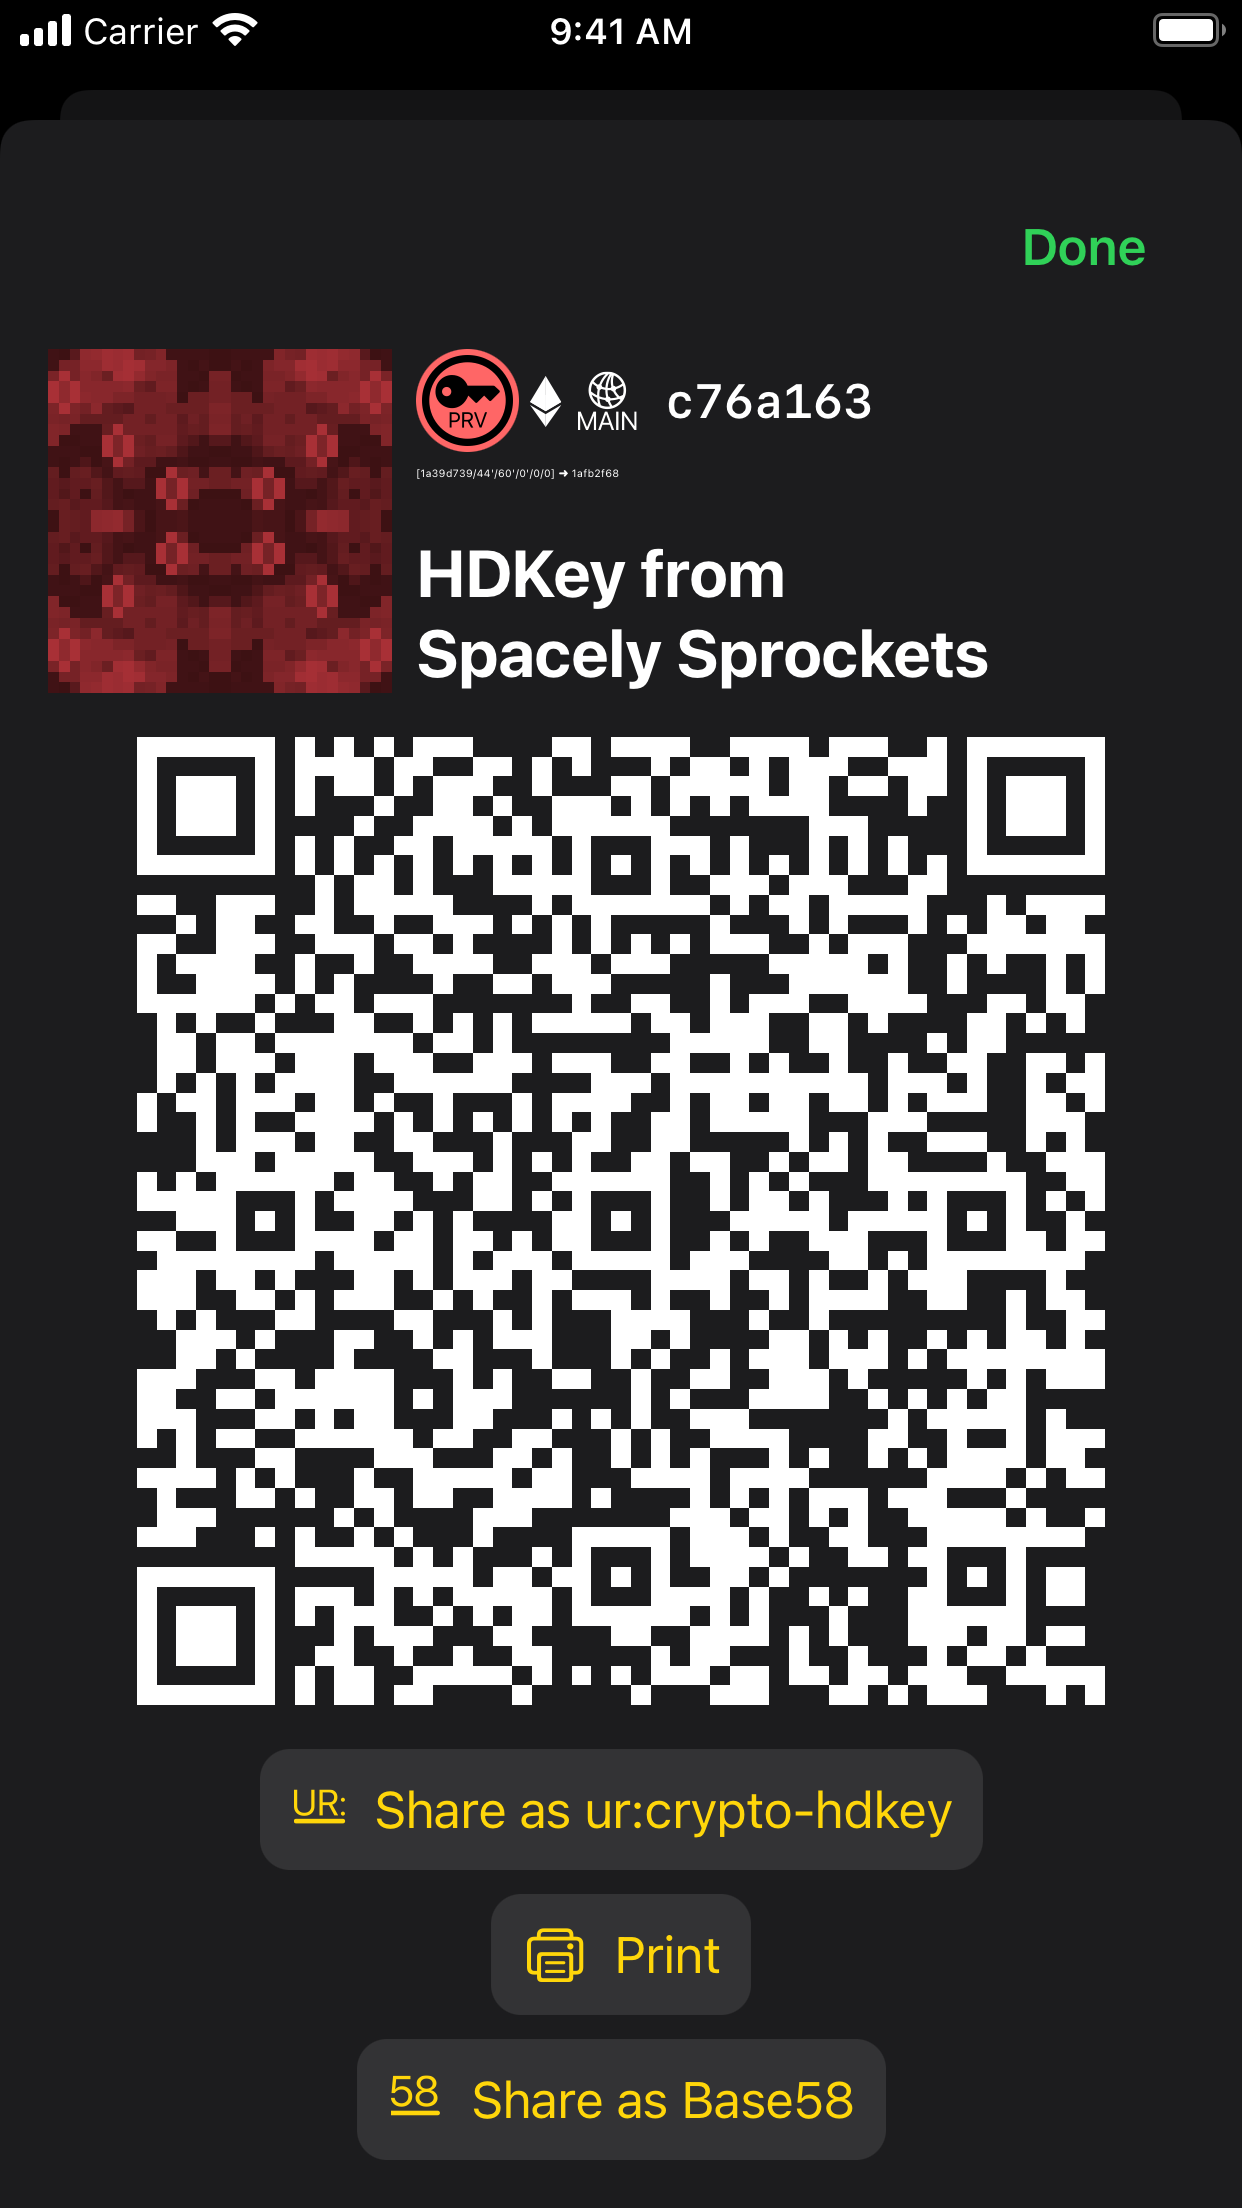 Carrier 9:41 AM
Done
PRV MAIN c76a163
[1a39d739/44'/60'/0'/0/0] ➜ 1afb2f68
HDKey from
Spacely Sprockets
UR: Share as ur:crypto-hdkey
Print
58 Share as Base58